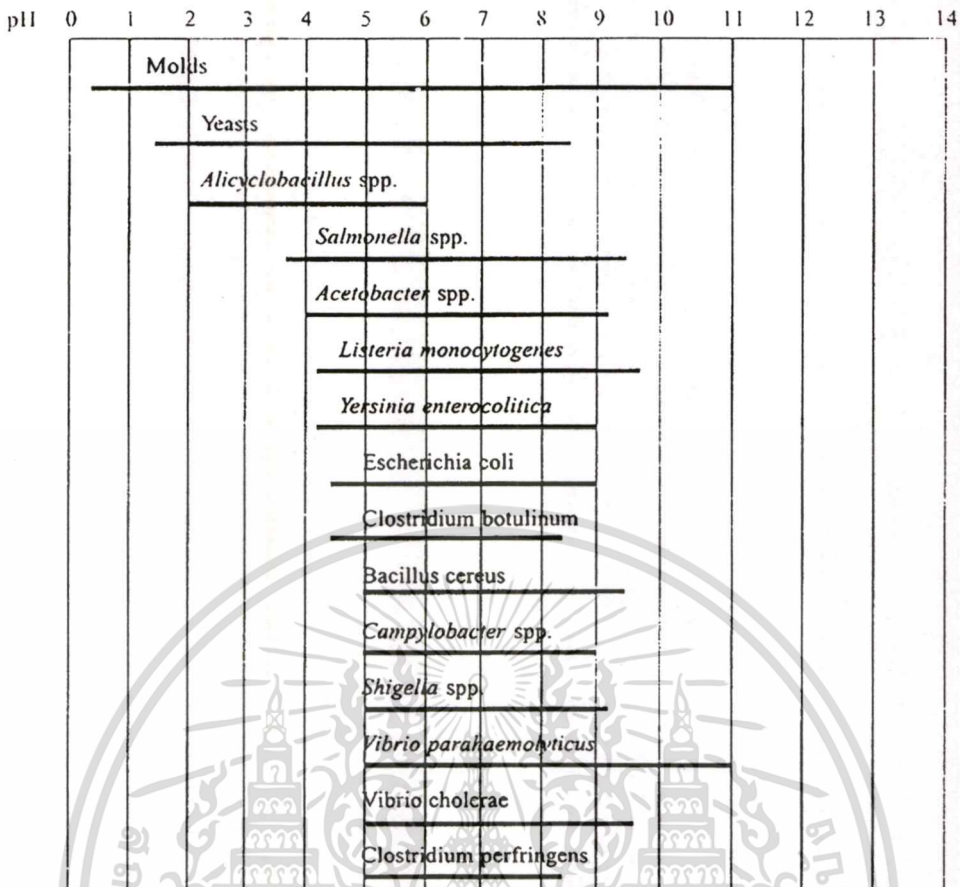 pH 0 1 2 3 4 5 6 7 8 9 10 11 12 13 14
Molds
Yeasts
Alicyclobacillus spp.
Salmonella spp.
Acetobacter spp.
Listeria monocytogenes
Yersinia enterocolitica
Escherichia coli
Clostridium botulinum
Bacillus cereus
Campylobacter spp.
Shigella spp.
Vibrio parahaemolyticus
Vibrio cholerae
Clostridium perfringens